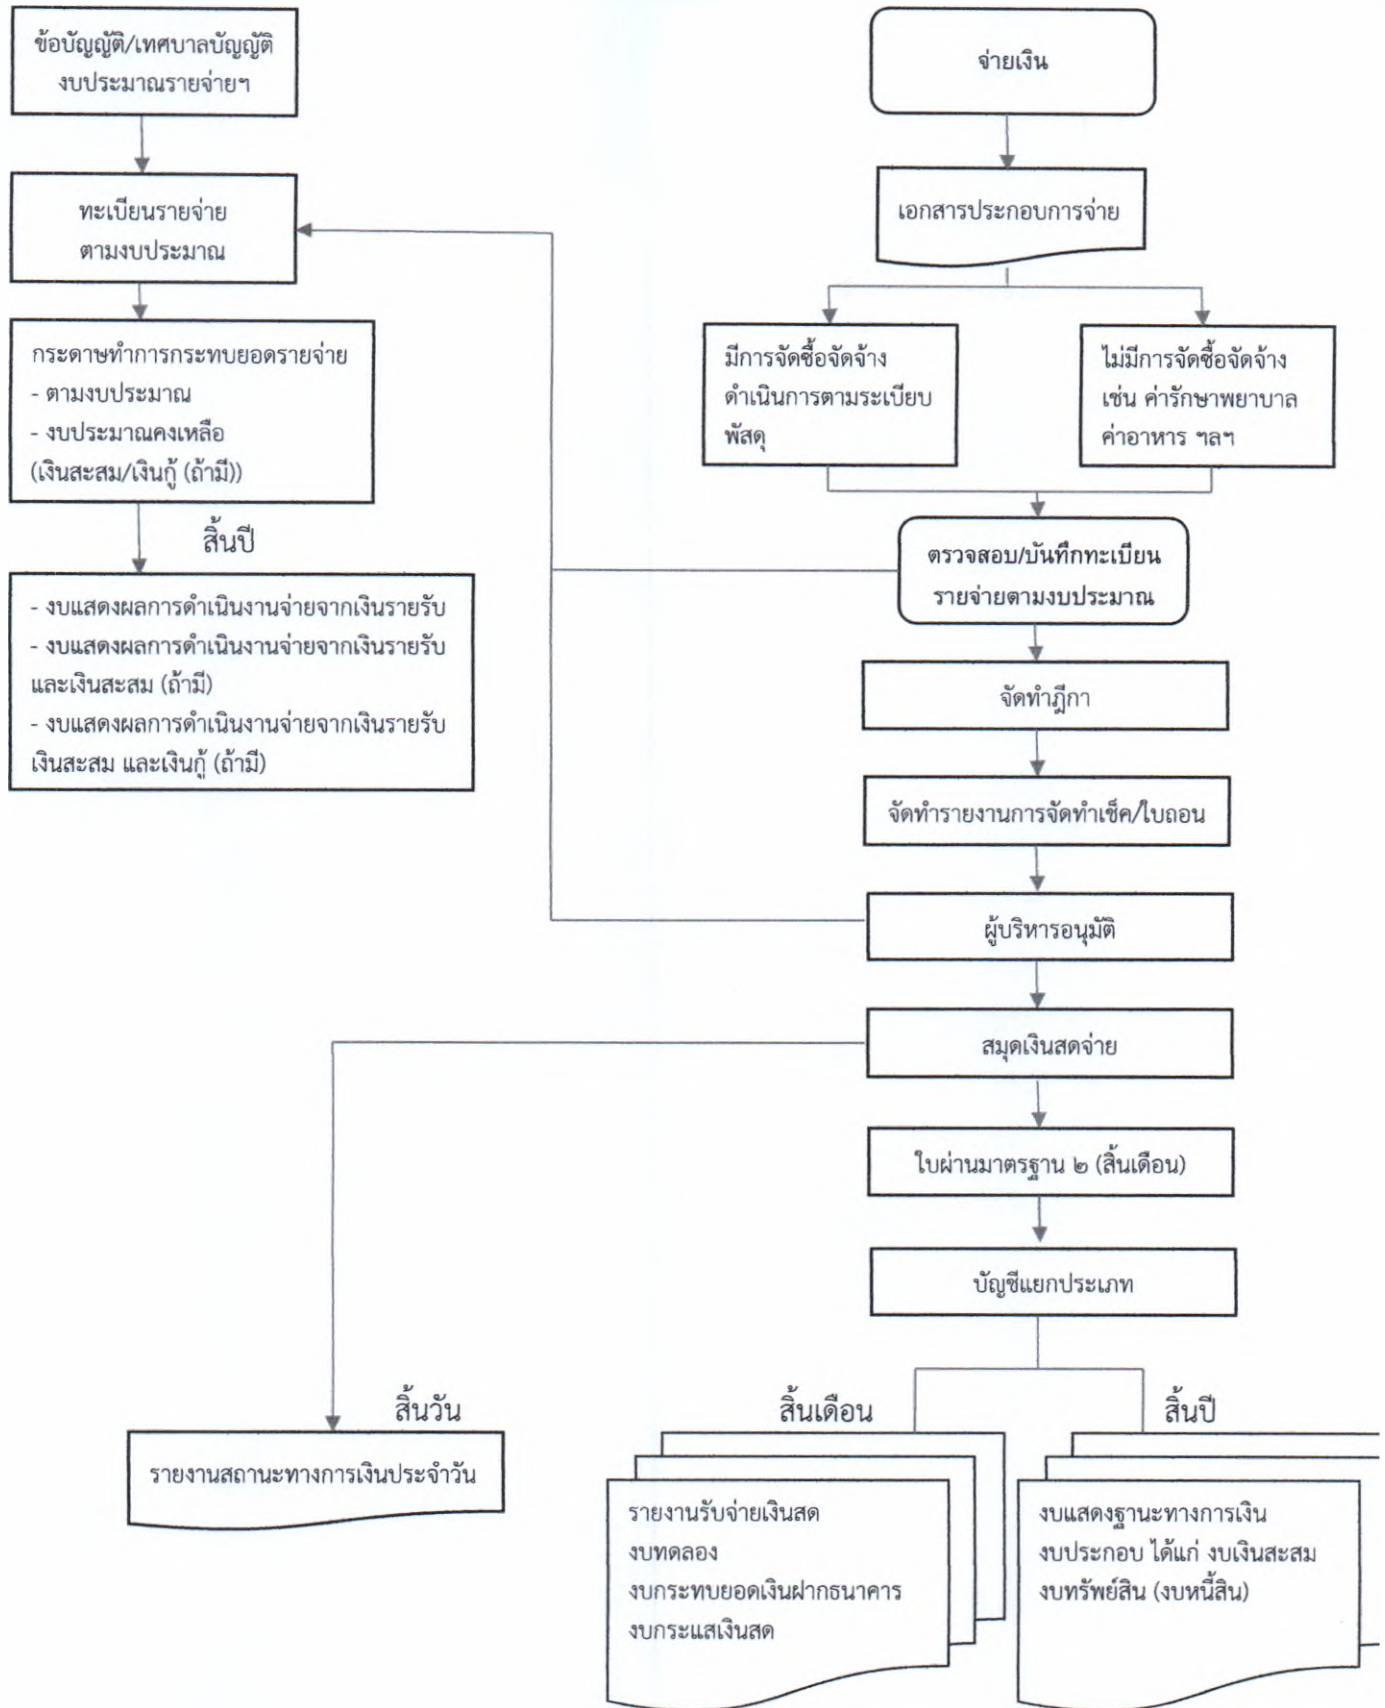 ข้อบัญญัติ/เทศบาลบัญญัติ
งบประมาณรายจ่ายฯ
ทะเบียนรายจ่าย
ตามงบประมาณ
กระดาษทำการกระทบยอดรายจ่าย
- ตามงบประมาณ
- งบประมาณคงเหลือ
(เงินสะสม/เงินกู้ (ถ้ามี))
สิ้นปี
- งบแสดงผลการดำเนินงานจ่ายจากเงินรายรับ
- งบแสดงผลการดำเนินงานจ่ายจากเงินรายรับ
และเงินสะสม (ถ้ามี)
- งบแสดงผลการดำเนินงานจ่ายจากเงินรายรับ
เงินสะสม และเงินกู้ (ถ้ามี)
จ่ายเงิน
เอกสารประกอบการจ่าย
มีการจัดซื้อจัดจ้าง
ดำเนินการตามระเบียบ
พัสดุ
ไม่มีการจัดซื้อจัดจ้าง
เช่น ค่ารักษาพยาบาล
ค่าอาหาร ฯลฯ
ตรวจสอบ/บันทึกทะเบียน
รายจ่ายตามงบประมาณ
จัดทำฎีกา
จัดทำรายงานการจัดทำเช็ค/ใบถอน
ผู้บริหารอนุมัติ
สมุดเงินสดจ่าย
ใบผ่านมาตรฐาน ๒ (สิ้นเดือน)
บัญชีแยกประเภท
สิ้นวัน
รายงานสถานะทางการเงินประจำวัน
สิ้นเดือน
รายงานรับจ่ายเงินสด
งบทดลอง
งบกระทบยอดเงินฝากธนาคาร
งบกระแสเงินสด
สิ้นปี
งบแสดงฐานะทางการเงิน
งบประกอบ ได้แก่ งบเงินสะสม
งบทรัพย์สิน (งบหนี้สิน)